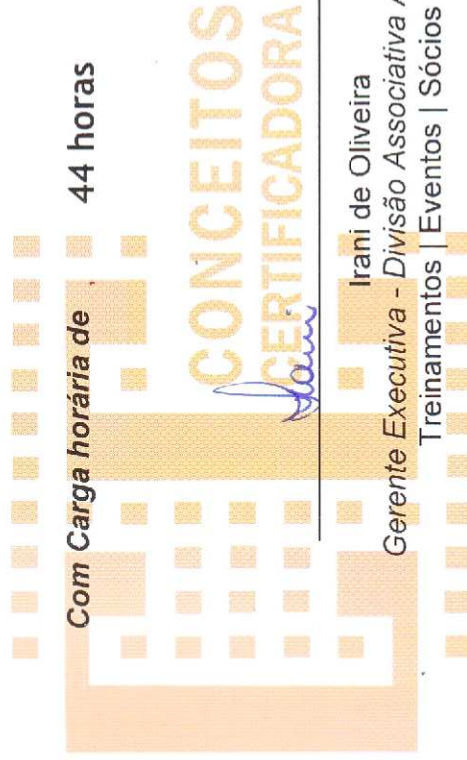 Com Carga horária de 44 horas
CONCEITOS
CERTIFICADORA
Irani de Oliveira
Gerente Executiva - Divisão Associativa
Treinamentos | Eventos | Sócios